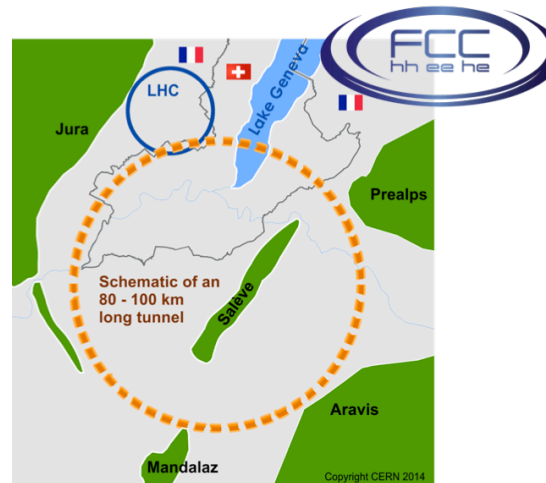 FCC
hh ee he
LHC
Lake Geneva
Jura
Prealps
Schematic of an
80 - 100 km
long tunnel
Salève
Aravis
Mandalaz
Copyright CERN 2014